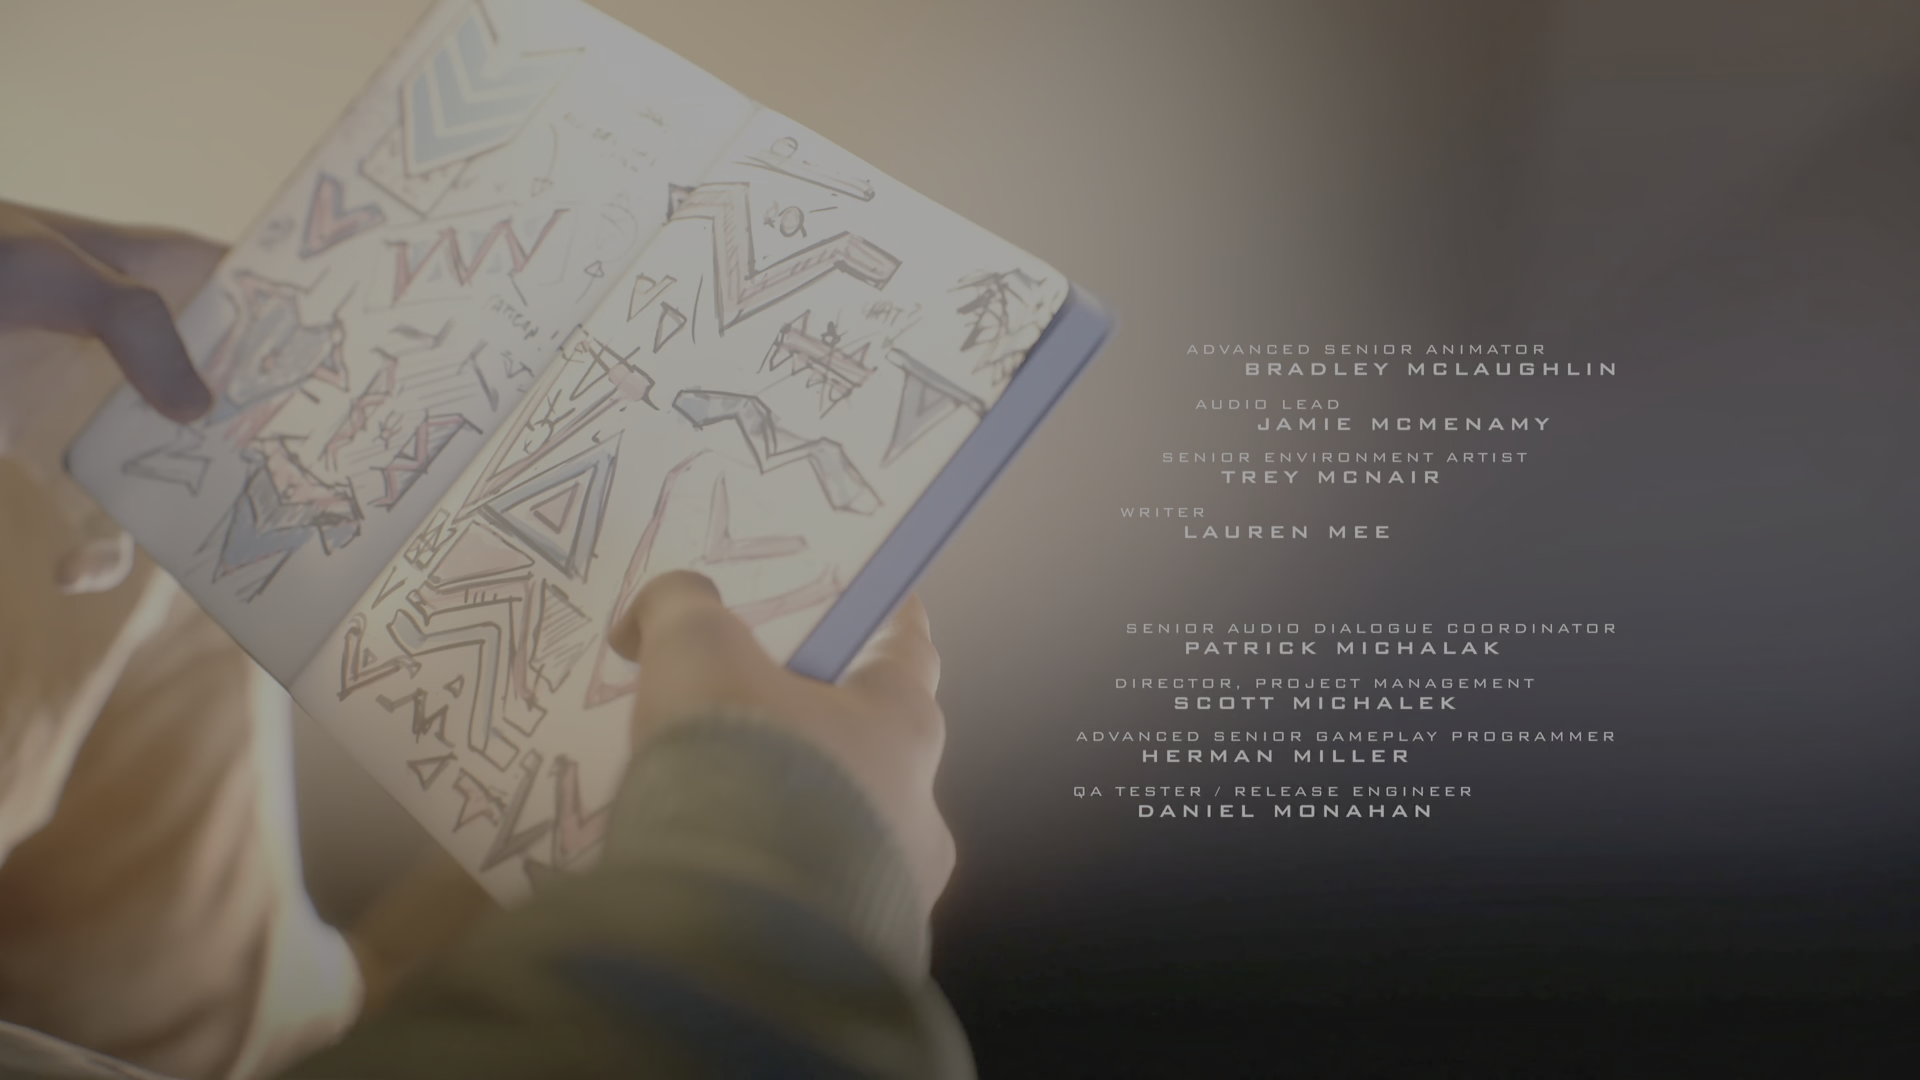 ADVANCED SENIOR ANIMATOR
BRADLEY MCLAUGHLIN
AUDIO LEAD
JAMIE MCMENAMY
SENIOR ENVIRONMENT ARTIST
TREY MCNAIR
WRITER
LAUREN MEE
SENIOR AUDIO DIALOGUE COORDINATOR
PATRICK MICHALAK
DIRECTOR, PROJECT MANAGEMENT
SCOTT MICHALEK
ADVANCED SENIOR GAMEPLAY PROGRAMMER
HERMAN MILLER
QA TESTER / RELEASE ENGINEER
DANIEL MONAHAN